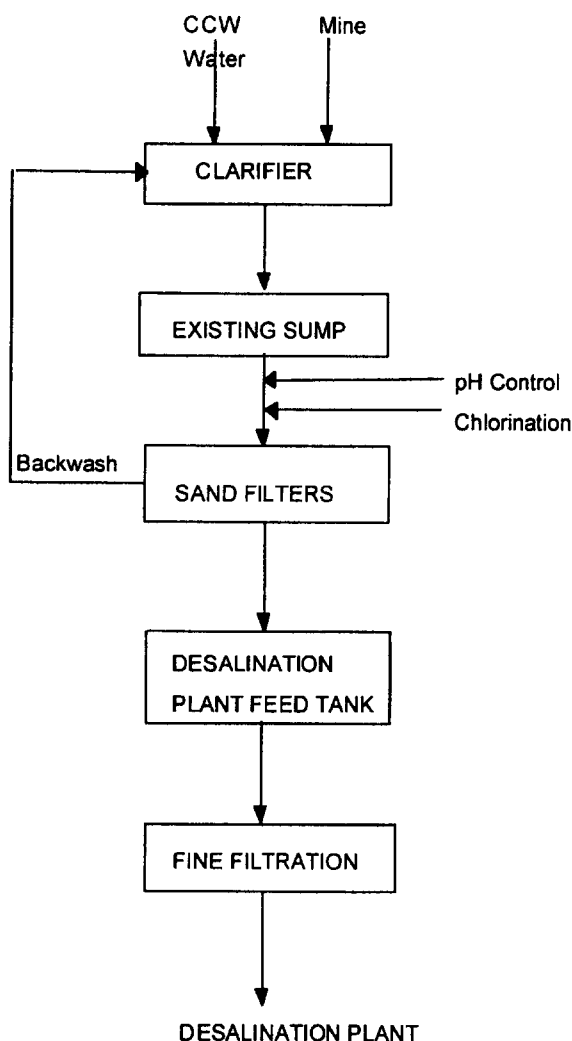 CCW
Mine
Water
CLARIFIER
EXISTING SUMP
pH Control
Chlorination
Backwash
SAND FILTERS
DESALINATION
PLANT FEED TANK
FINE FILTRATION
DESALINATION PLANT